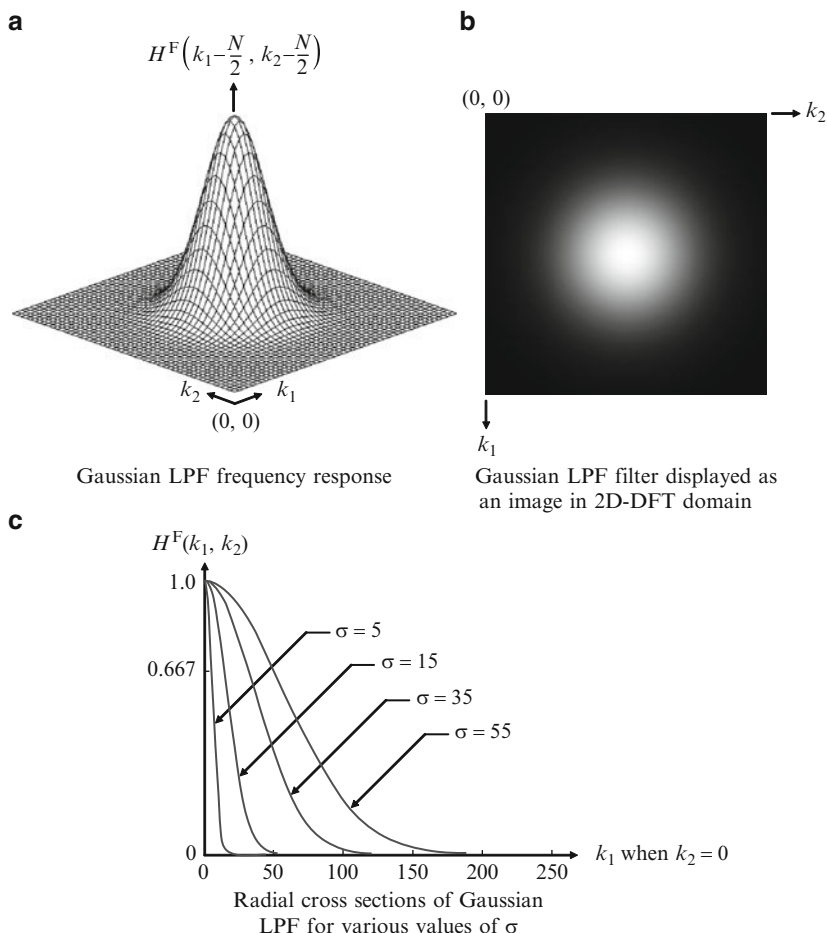 a
H^F(k_1 − N/2, k_2 − N/2)
k_2
k_1
(0, 0)
Gaussian LPF frequency response
b
(0, 0)
k_2
k_1
Gaussian LPF filter displayed as
an image in 2D-DFT domain
c
H^F(k_1, k_2)
1.0
0.667
0
σ = 5
σ = 15
σ = 35
σ = 55
0 50 100 150 200 250
k_1 when k_2 = 0
Radial cross sections of Gaussian
LPF for various values of σ